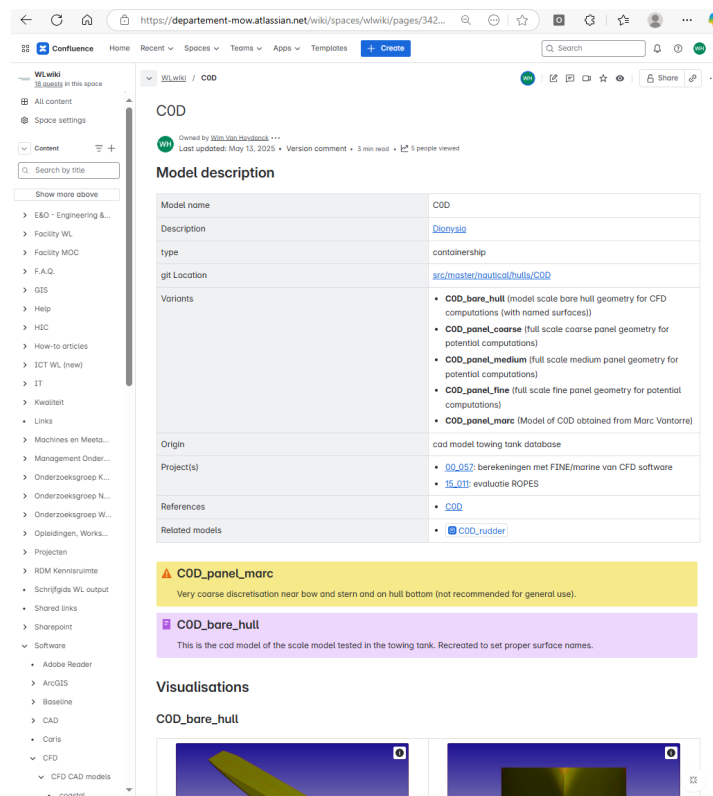 https://departement-mow.atlassian.net/wiki/spaces/wlwiki/pages/342...
Confluence Home Recent Spaces Teams Apps Templates + Create Search WH
WLwiki
18 guests in this space
All content
Space settings
Content
Search by title
Show more above
E&O - Engineering &...
Facility WL
Facility MOC
F.A.Q.
GIS
Help
HIC
How-to articles
ICT WL (new)
IT
Kwaliteit
Links
Machines en Meeta...
Management Onder...
Onderzoeksgroep K...
Onderzoeksgroep N...
Onderzoeksgroep W...
Opleidingen, Works...
Projecten
RDM Kennisruimte
Schrijfgids WL output
Shared links
Sharepoint
Software
Adobe Reader
ArcGIS
Baseline
CAD
Caris
CFD
CFD CAD models
coastal
WLwiki / C0D
WH Share
C0D
WH
Owned by Wim Van Hoydonck
Last updated: May 13, 2025 • Version comment • 3 min read • 5 people viewed
Model description
Model name C0D
Description Dionysia
type containership
git Location src/master/nautical/hulls/C0D
Variants
• C0D_bare_hull (model scale bare hull geometry for CFD
computations (with named surfaces))
• C0D_panel_coarse (full scale coarse panel geometry for
potential computations)
• C0D_panel_medium (full scale medium panel geometry for
potential computations)
• C0D_panel_fine (full scale fine panel geometry for potential
computations)
• C0D_panel_marc (Model of C0D obtained from Marc Vantorre)
Origin cad model towing tank database
Project(s)
• 00_057: berekeningen met FINE/marine van CFD software
• 15_011: evaluatie ROPES
References • C0D
Related models • C0D_rudder
C0D_panel_marc
Very coarse discretisation near bow and stern and on hull bottom (not recommended for general use).
C0D_bare_hull
This is the cad model of the scale model tested in the towing tank. Recreated to set proper surface names.
Visualisations
C0D_bare_hull